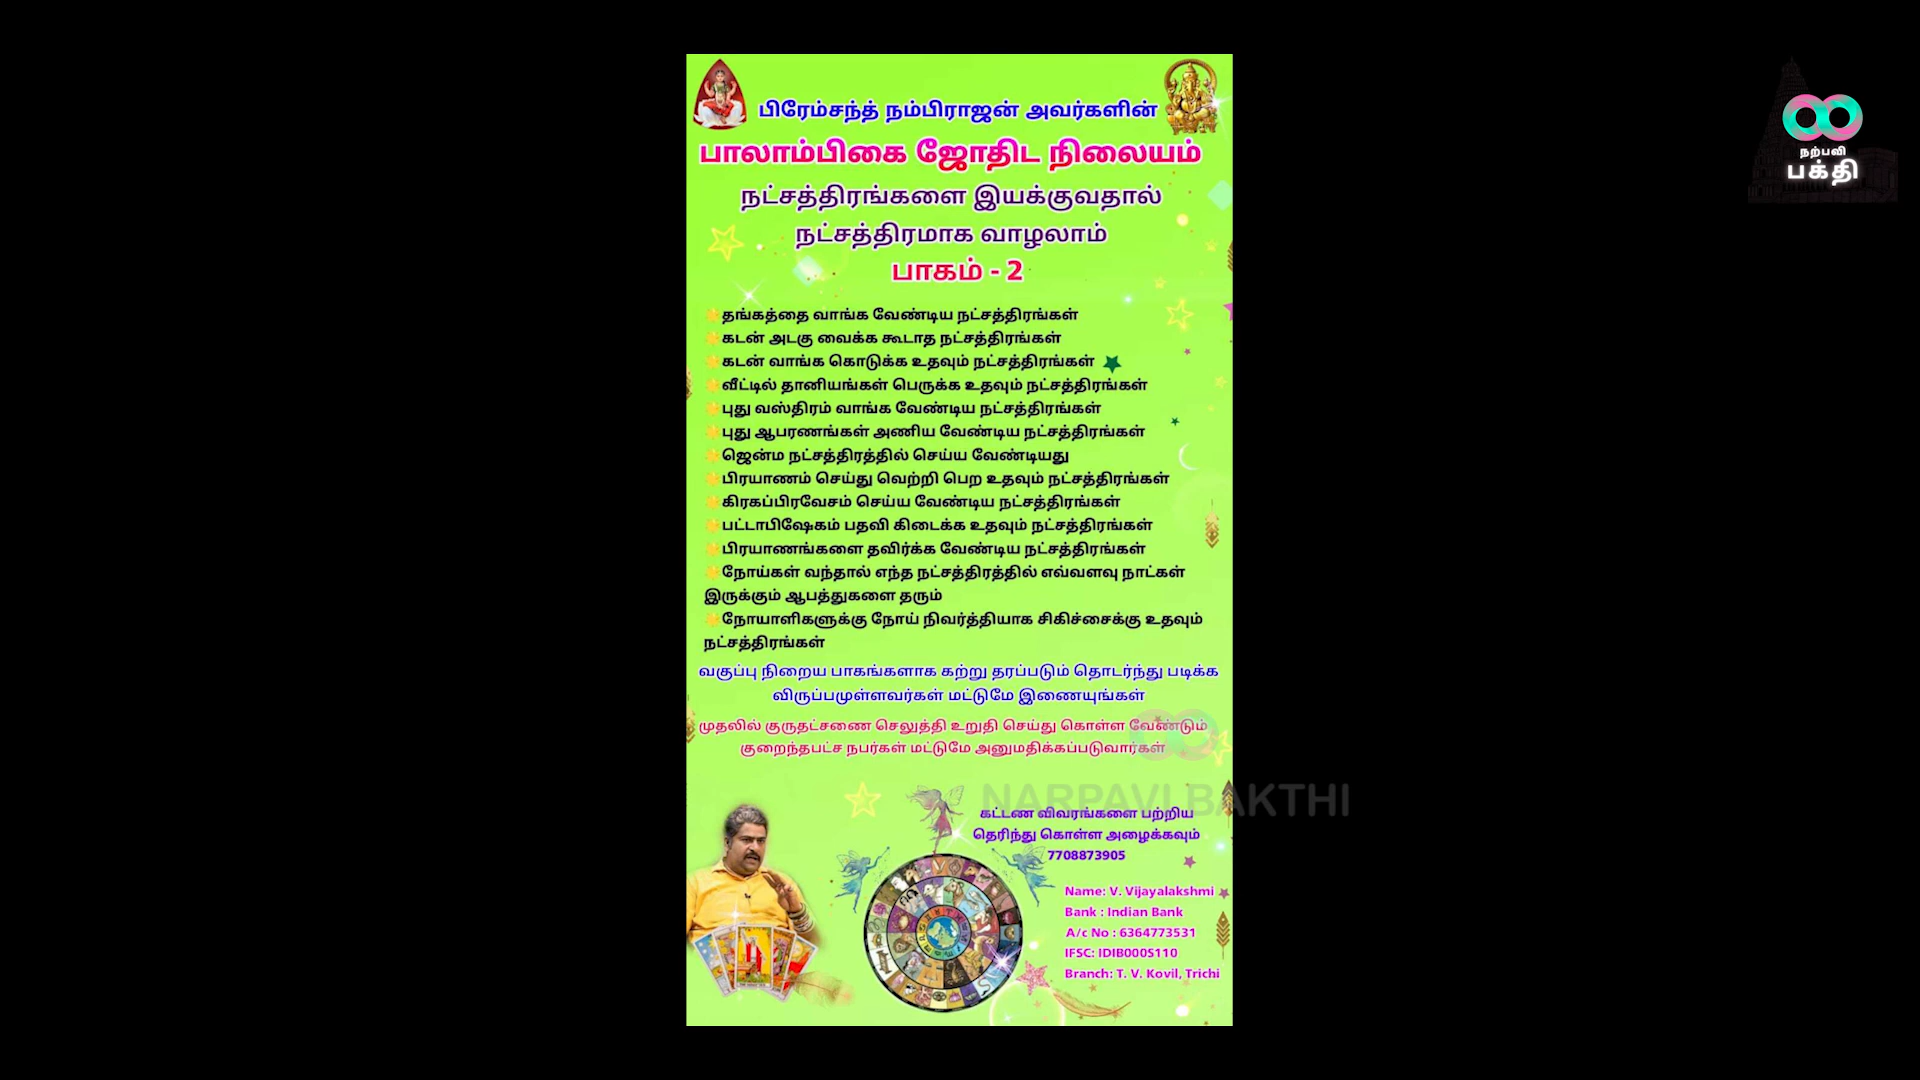 பிரேம்சந்த் நம்பிராஜன் அவர்களின்
பாலாம்பிகை ஜோதிட நிலையம்
நட்சத்திரங்களை இயக்குவதால்
நட்சத்திரமாக வாழலாம்
பாகம் - 2
தங்கத்தை வாங்க வேண்டிய நட்சத்திரங்கள்
கடன் அடகு வைக்க கூடாத நட்சத்திரங்கள்
கடன் வாங்க கொடுக்க உதவும் நட்சத்திரங்கள்
வீட்டில் தானியங்கள் பெருக்க உதவும் நட்சத்திரங்கள்
புது வஸ்திரம் வாங்க வேண்டிய நட்சத்திரங்கள்
புது ஆபரணங்கள் அணிய வேண்டிய நட்சத்திரங்கள்
ஜென்ம நட்சத்திரத்தில் செய்ய வேண்டியது
பிரயாணம் செய்து வெற்றி பெற உதவும் நட்சத்திரங்கள்
கிரகப்பிரவேசம் செய்ய வேண்டிய நட்சத்திரங்கள்
பட்டாபிஷேகம் பதவி கிடைக்க உதவும் நட்சத்திரங்கள்
பிரயாணங்களை தவிர்க்க வேண்டிய நட்சத்திரங்கள்
நோய்கள் வந்தால் எந்த நட்சத்திரத்தில் எவ்வளவு நாட்கள்
இருக்கும் ஆபத்துகளை தரும்
நோயாளிகளுக்கு நோய் நிவர்த்தியாக சிகிச்சைக்கு உதவும்
நட்சத்திரங்கள்
வகுப்பு நிறைய பாகங்களாக கற்று தரப்படும் தொடர்ந்து படிக்க
விருப்பமுள்ளவர்கள் மட்டுமே இணையுங்கள்
முதலில் குருதட்சணை செலுத்தி உறுதி செய்து கொள்ள வேண்டும்
குறைந்தபட்ச நபர்கள் மட்டுமே அனுமதிக்கப்படுவார்கள்
கட்டண விவரங்களை பற்றிய
தெரிந்து கொள்ள அழைக்கவும்
7708873905
Name: V. Vijayalakshmi
Bank : Indian Bank
A/c No : 6364773531
IFSC: IDIB000S110
Branch: T. V. Kovil, Trichi
NARPAVI BAKTHI
நற்பவி
பக்தி